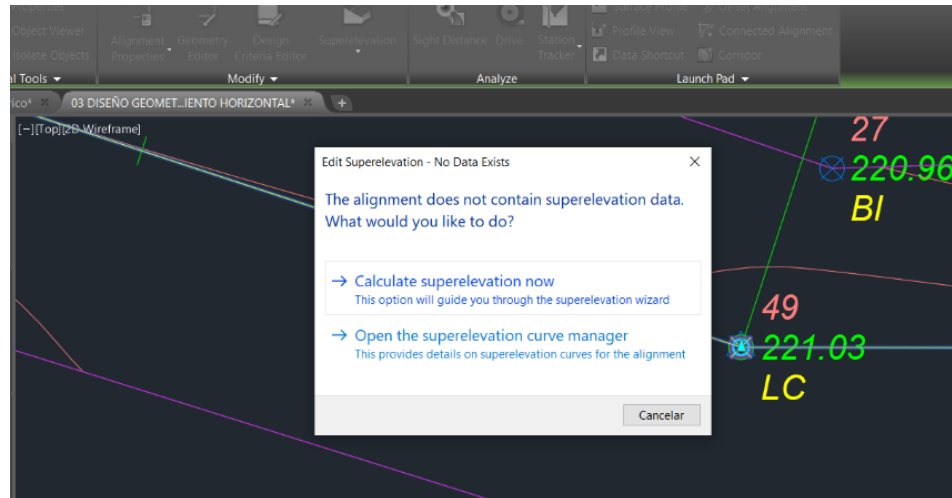 Properties
Object Viewer
Isolate Objects
Alignment Properties
Geometry Editor
Design Criteria Editor
Superelevation
Sight Distance
Drive
Station Tracker
Surface Profile
Offset Alignment
Profile View
Connected Alignment
Data Shortcut
Corridor
al Tools
Modify
Analyze
Launch Pad
rico*
03 DISEÑO GEOMET...IENTO HORIZONTAL*
[−][Top][2D Wireframe]
27
220.96
BI
Edit Superelevation - No Data Exists
The alignment does not contain superelevation data.
What would you like to do?
Calculate superelevation now
This option will guide you through the superelevation wizard
Open the superelevation curve manager
This provides details on superelevation curves for the alignment
Cancelar
49
221.03
LC